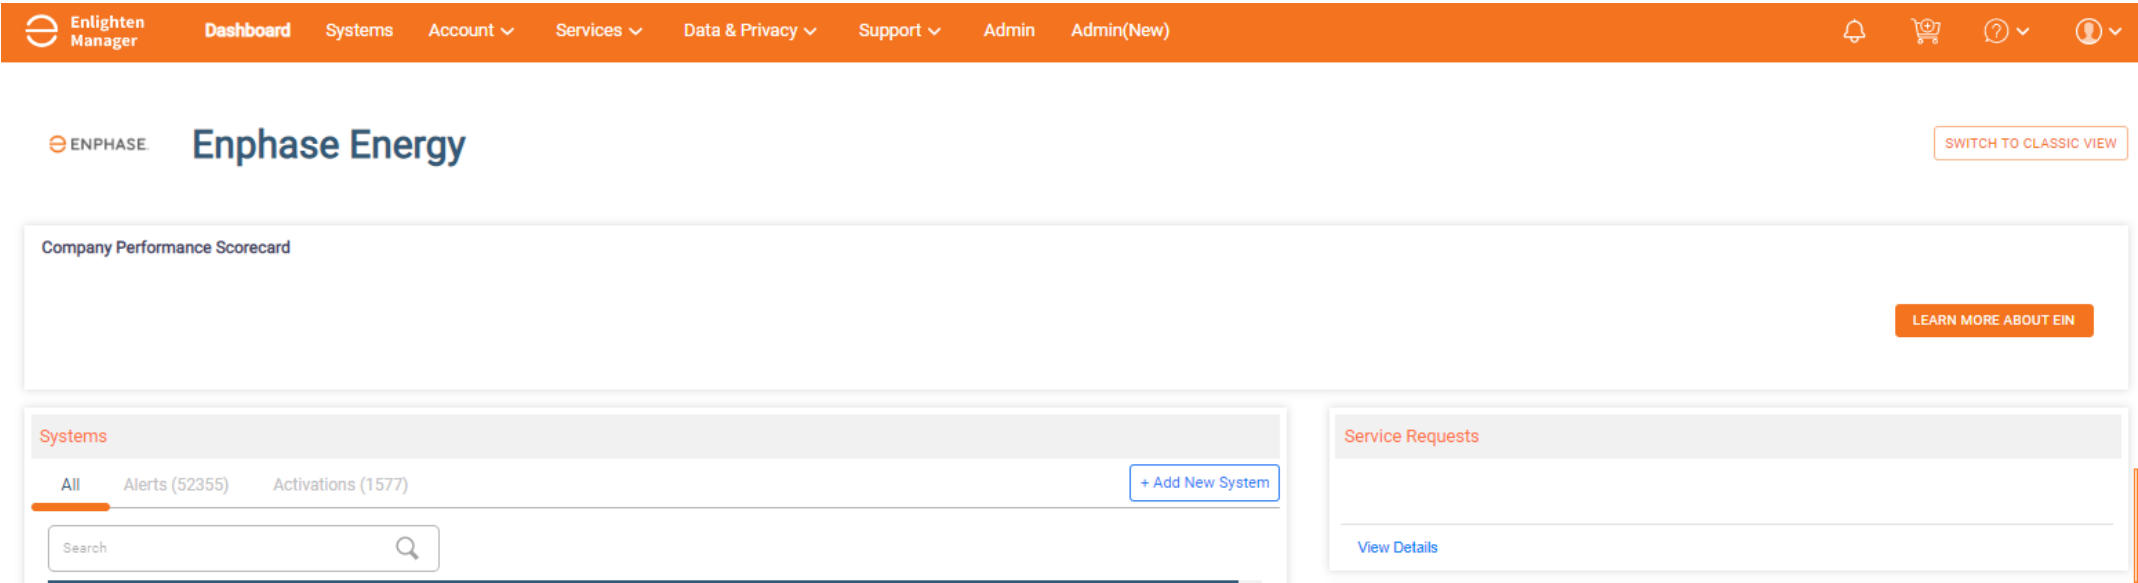 Enlighten
Manager
Dashboard Systems Account Services Data & Privacy Support Admin Admin(New)
ENPHASE.
Enphase Energy
SWITCH TO CLASSIC VIEW
Company Performance Scorecard
LEARN MORE ABOUT EIN
Systems
All Alerts (52355) Activations (1577)
+ Add New System
Search
Service Requests
View Details